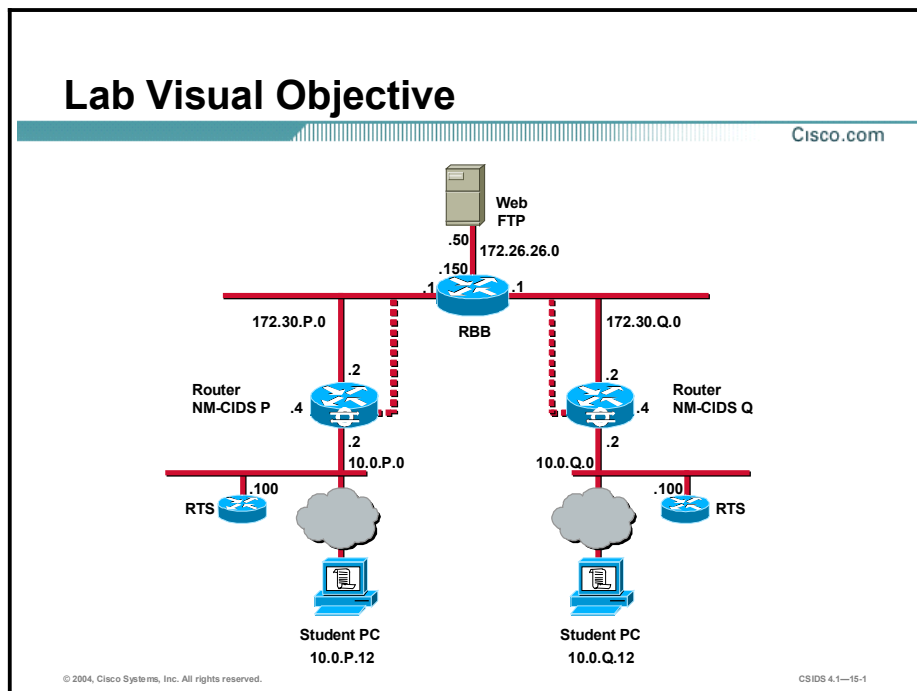 Lab Visual Objective
Cisco.com
Web
FTP
.50
172.26.26.0
.150
.1
.1
RBB
172.30.P.0
172.30.Q.0
.2
.2
Router
NM-CIDS P
.4
Router
NM-CIDS Q
.4
.2
.2
10.0.P.0
10.0.Q.0
.100
.100
RTS
RTS
Student PC
10.0.P.12
Student PC
10.0.Q.12
© 2004, Cisco Systems, Inc. All rights reserved.
CSIDS 4.1—15-1